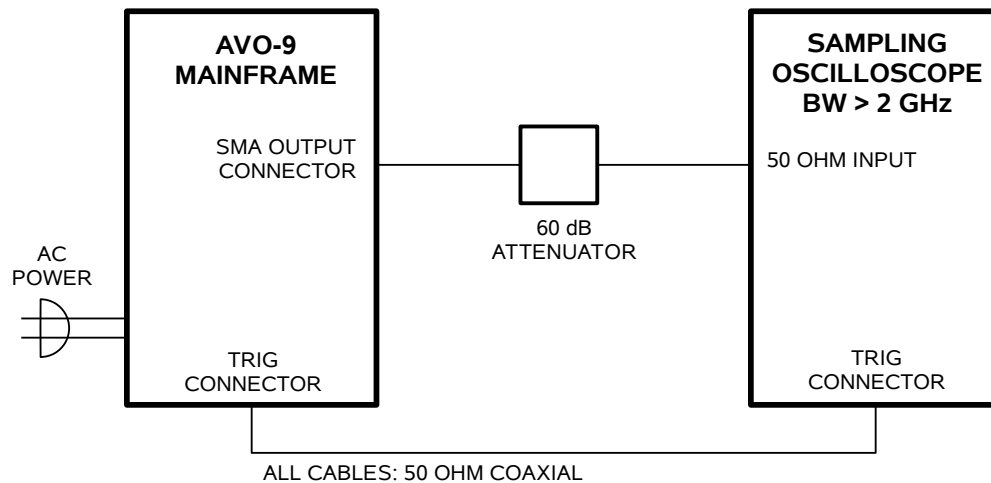 AVO-9
MAINFRAME
SMA OUTPUT
CONNECTOR
AC
POWER
TRIG
CONNECTOR
60 dB
ATTENUATOR
SAMPLING
OSCILLOSCOPE
BW > 2 GHz
50 OHM INPUT
TRIG
CONNECTOR
ALL CABLES: 50 OHM COAXIAL